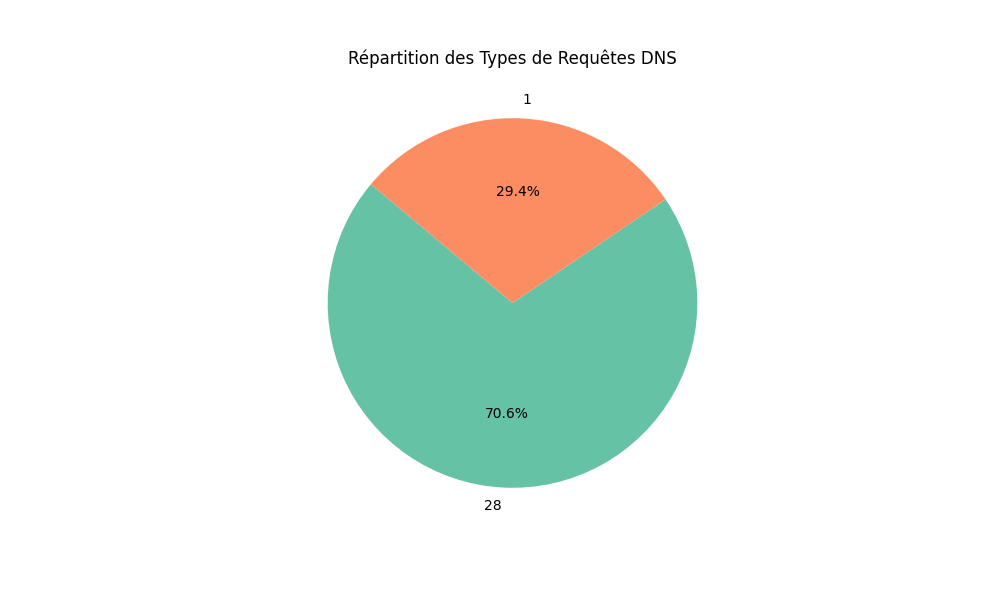 Répartition des Types de Requêtes DNS
1
29.4%
70.6%
28